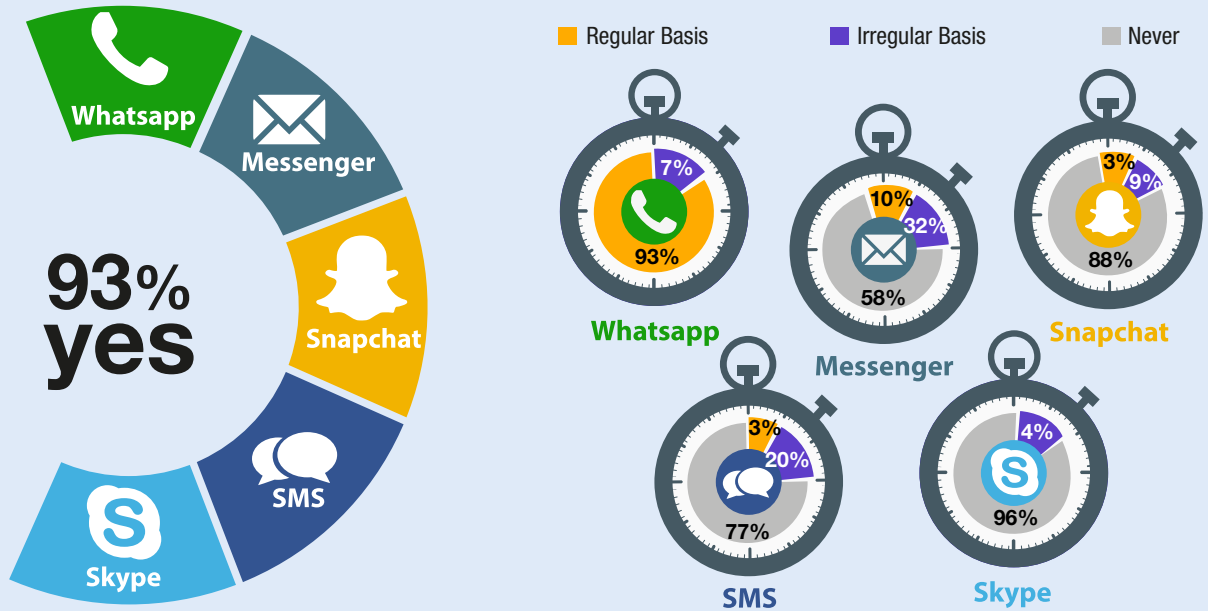 Whatsapp
Messenger
Snapchat
SMS
Skype
93%
yes
Regular Basis
Irregular Basis
Never
7%
93%
Whatsapp
10%
32%
58%
Messenger
3%
9%
88%
Snapchat
3%
20%
77%
SMS
4%
S
96%
Skype